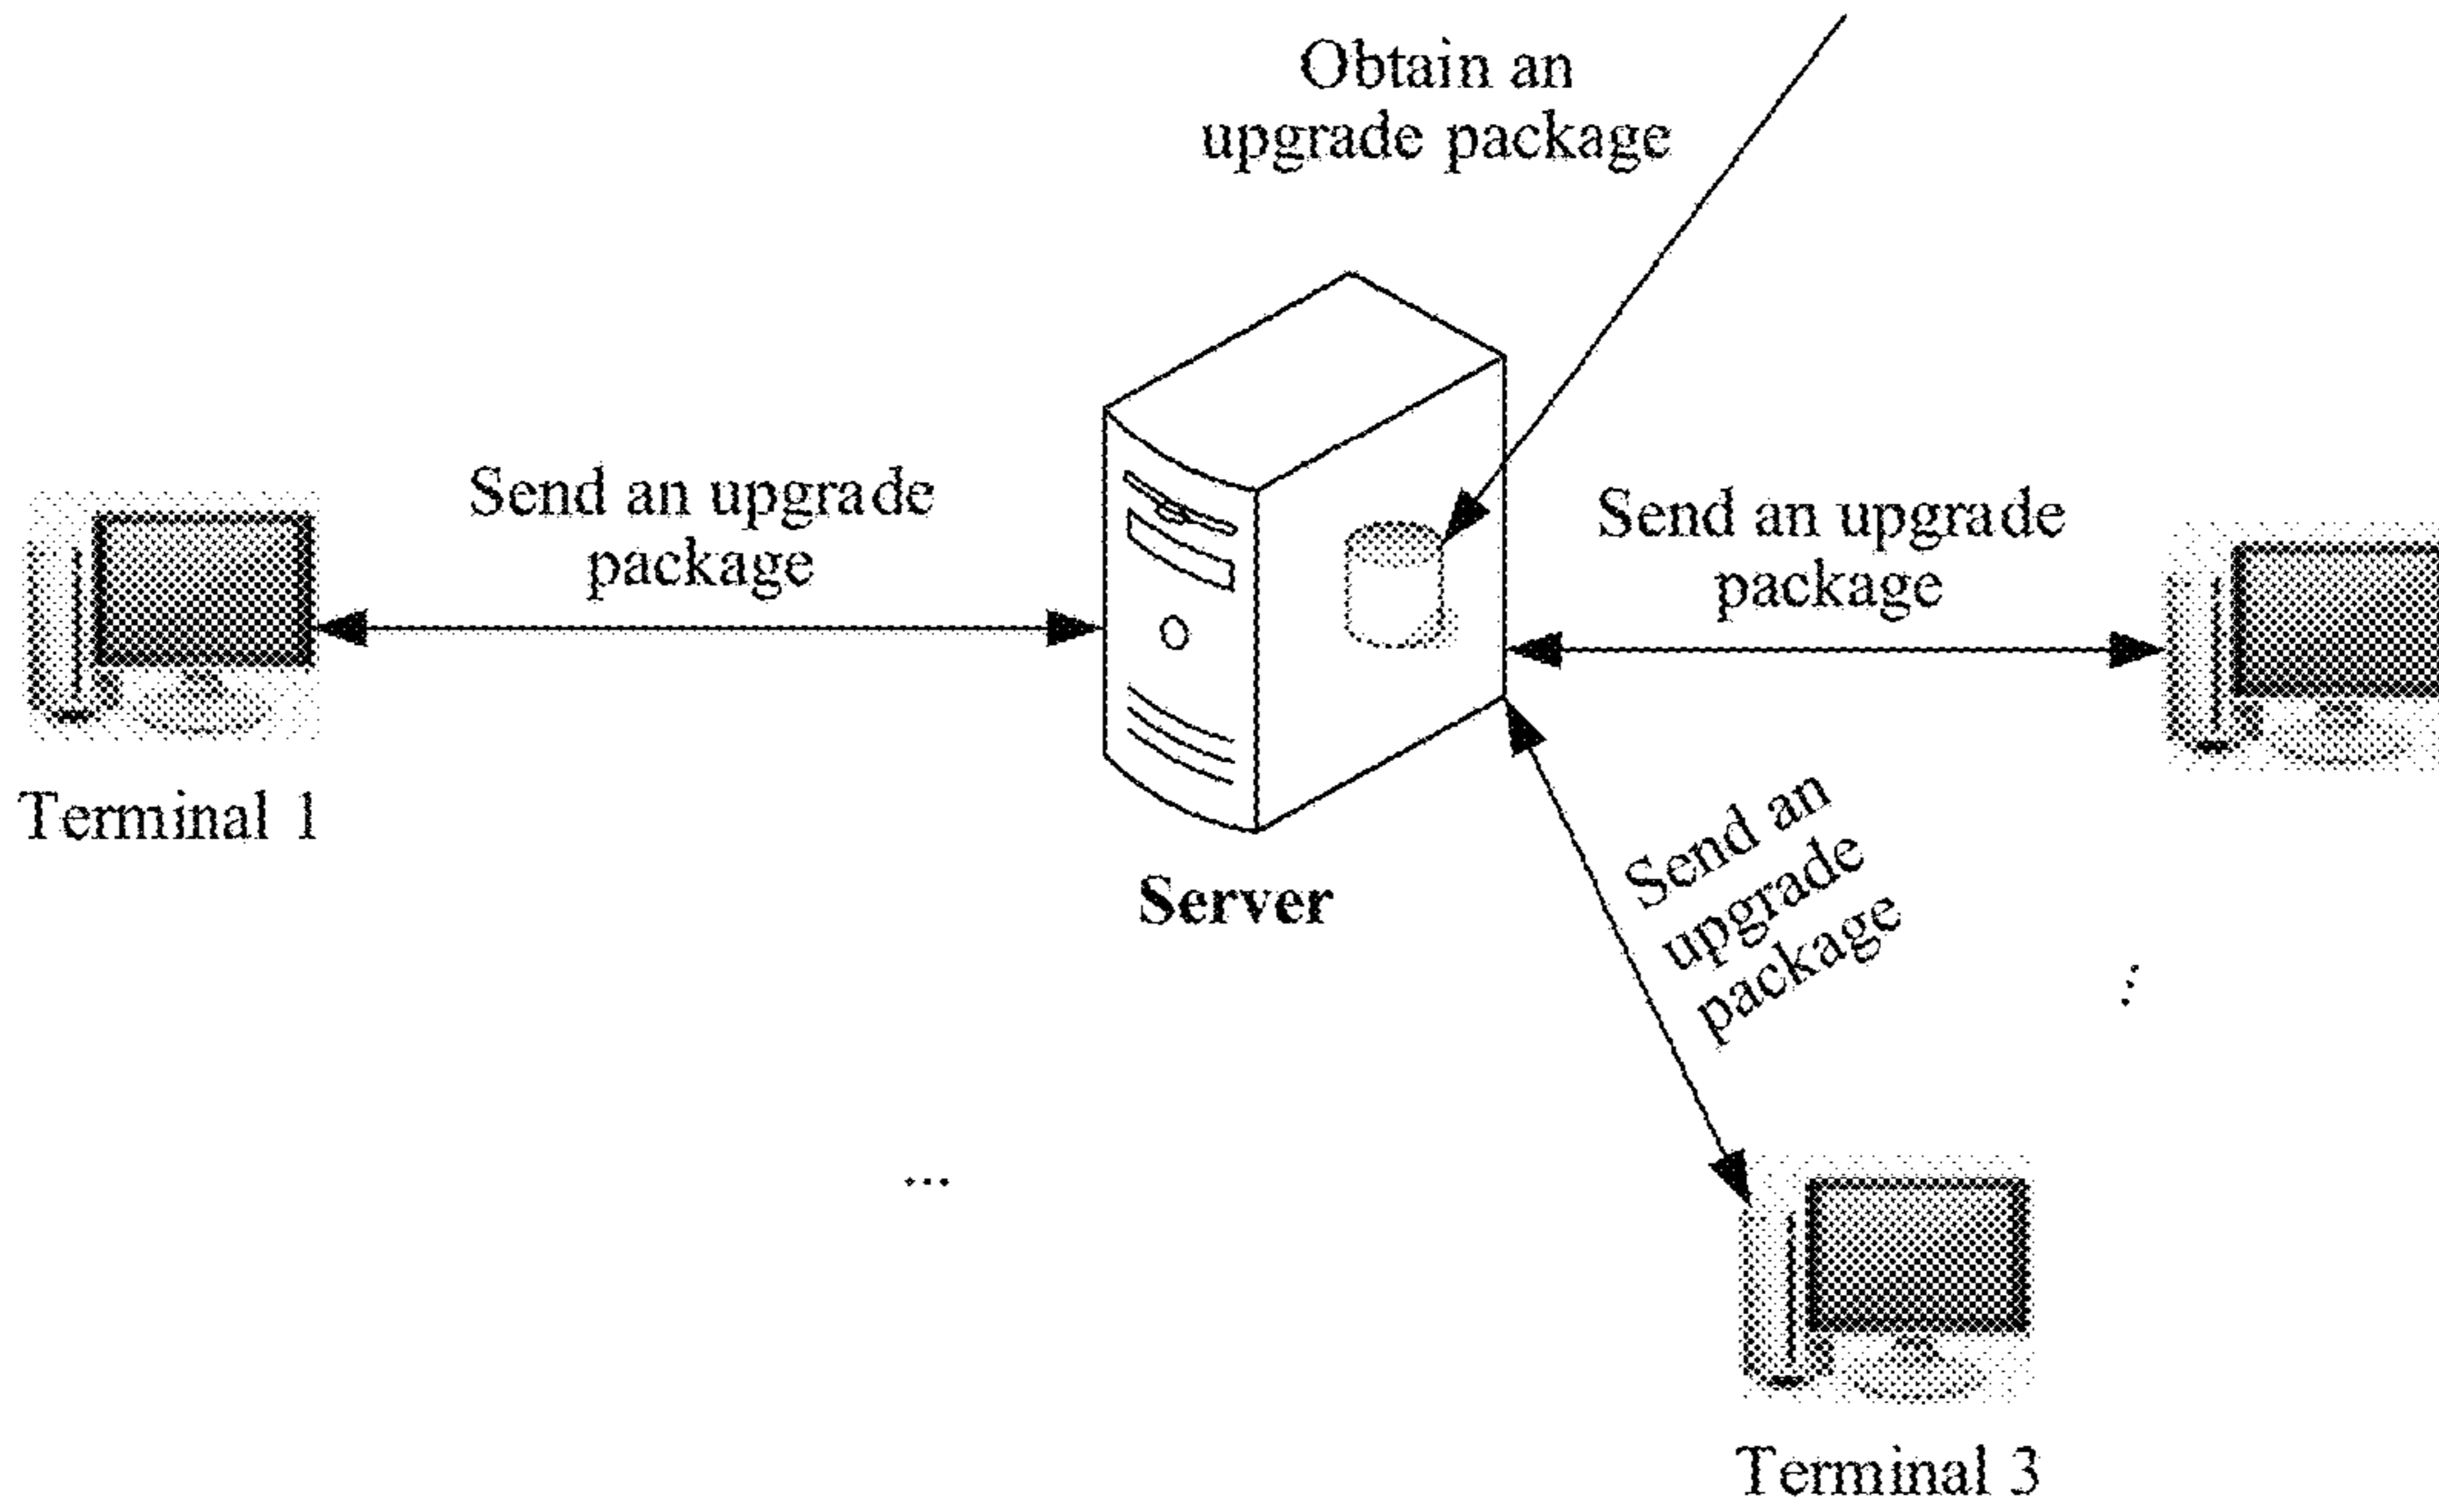 Obtain an
upgrade package
Send an upgrade
package
Send an upgrade
package
Terminal 1
Server
Send an
upgrade
package
...
...
Terminal 3